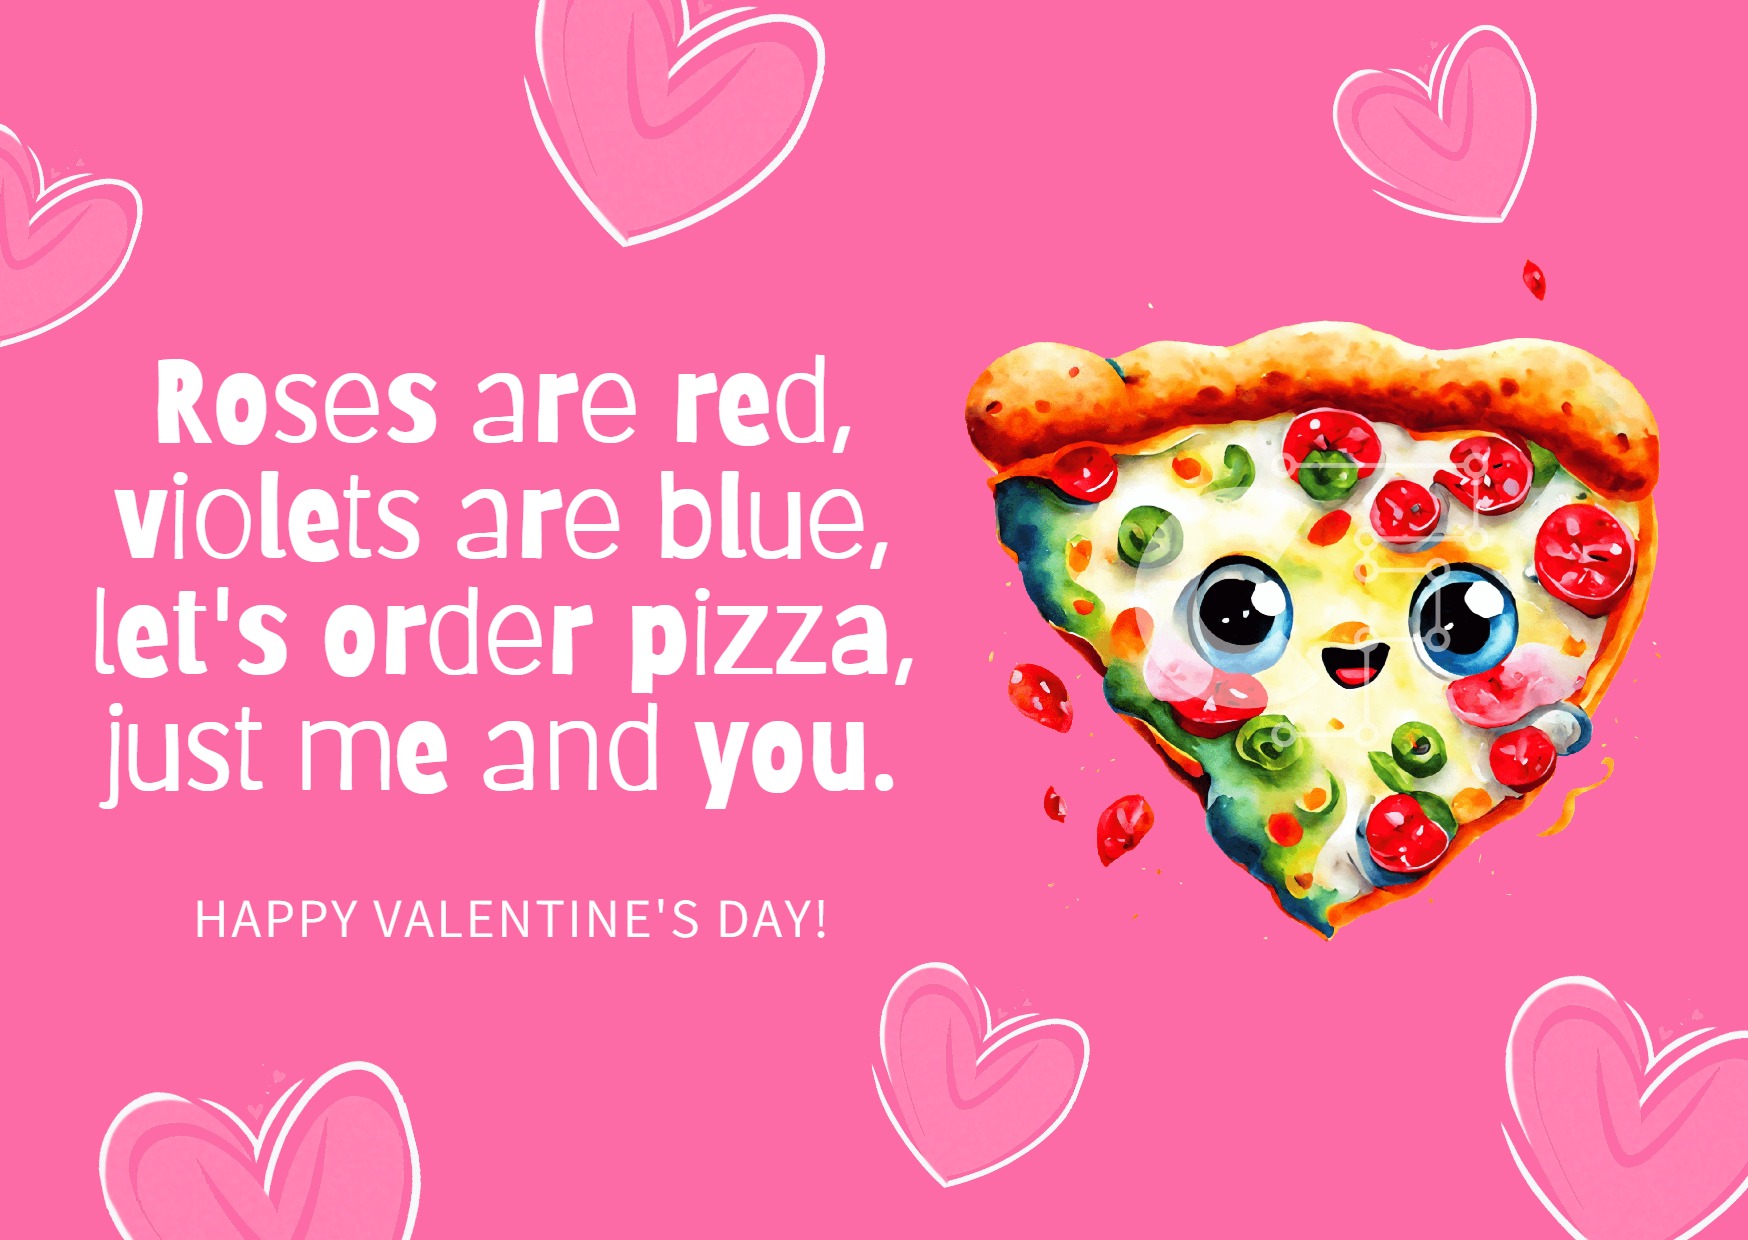 Roses are red,
violets are blue,
let's order pizza,
just me and you.
HAPPY VALENTINE'S DAY!